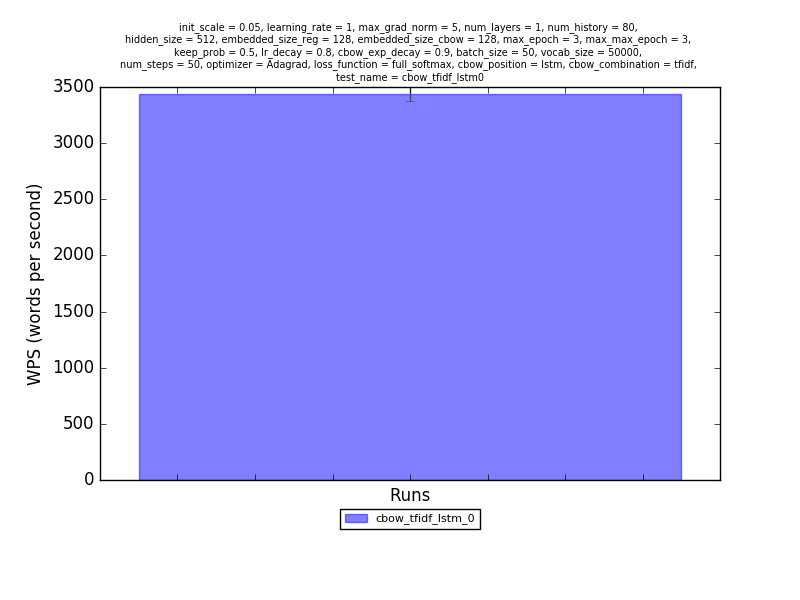 init_scale = 0.05, learning_rate = 1, max_grad_norm = 5, num_layers = 1, num_history = 80,
hidden_size = 512, embedded_size_reg = 128, embedded_size_cbow = 128, max_epoch = 3, max_max_epoch = 3,
keep_prob = 0.5, lr_decay = 0.8, cbow_exp_decay = 0.9, batch_size = 50, vocab_size = 50000,
num_steps = 50, optimizer = Adagrad, loss_function = full_softmax, cbow_position = lstm, cbow_combination = tfidf,
test_name = cbow_tfidf_lstm0
3500
3000
2500
2000
1500
1000
500
0
WPS (words per second)
Runs
cbow_tfidf_lstm_0